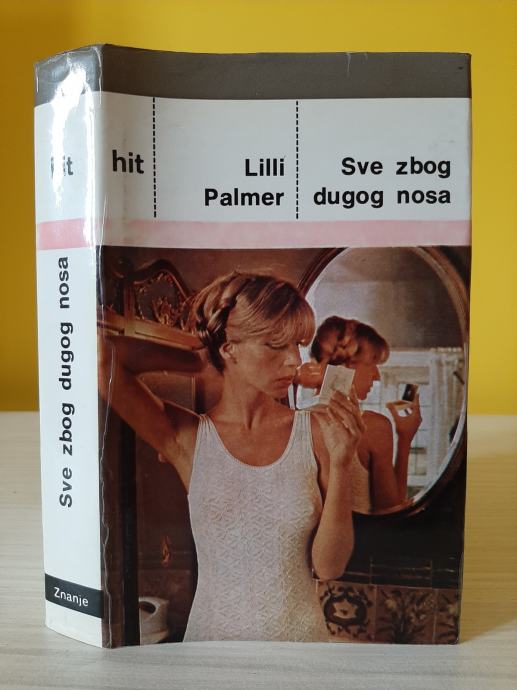 hit
Lilli
Palmer
Sve zbog
dugog nosa
hit
Sve zbog dugog nosa
Znanje